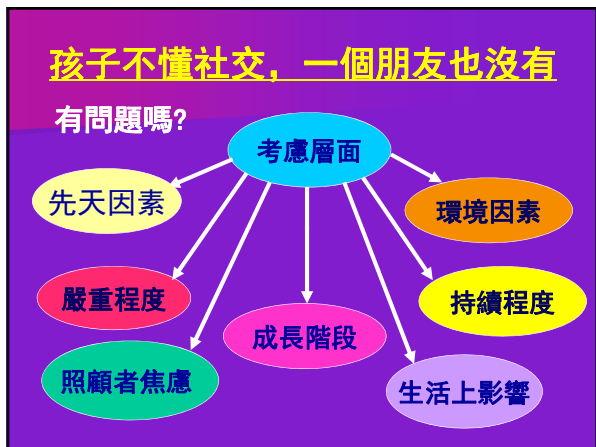 孩子不懂社交，一個朋友也沒有
有問題嗎?
考慮層面
先天因素
環境因素
嚴重程度
持續程度
成長階段
照顧者焦慮
生活上影響